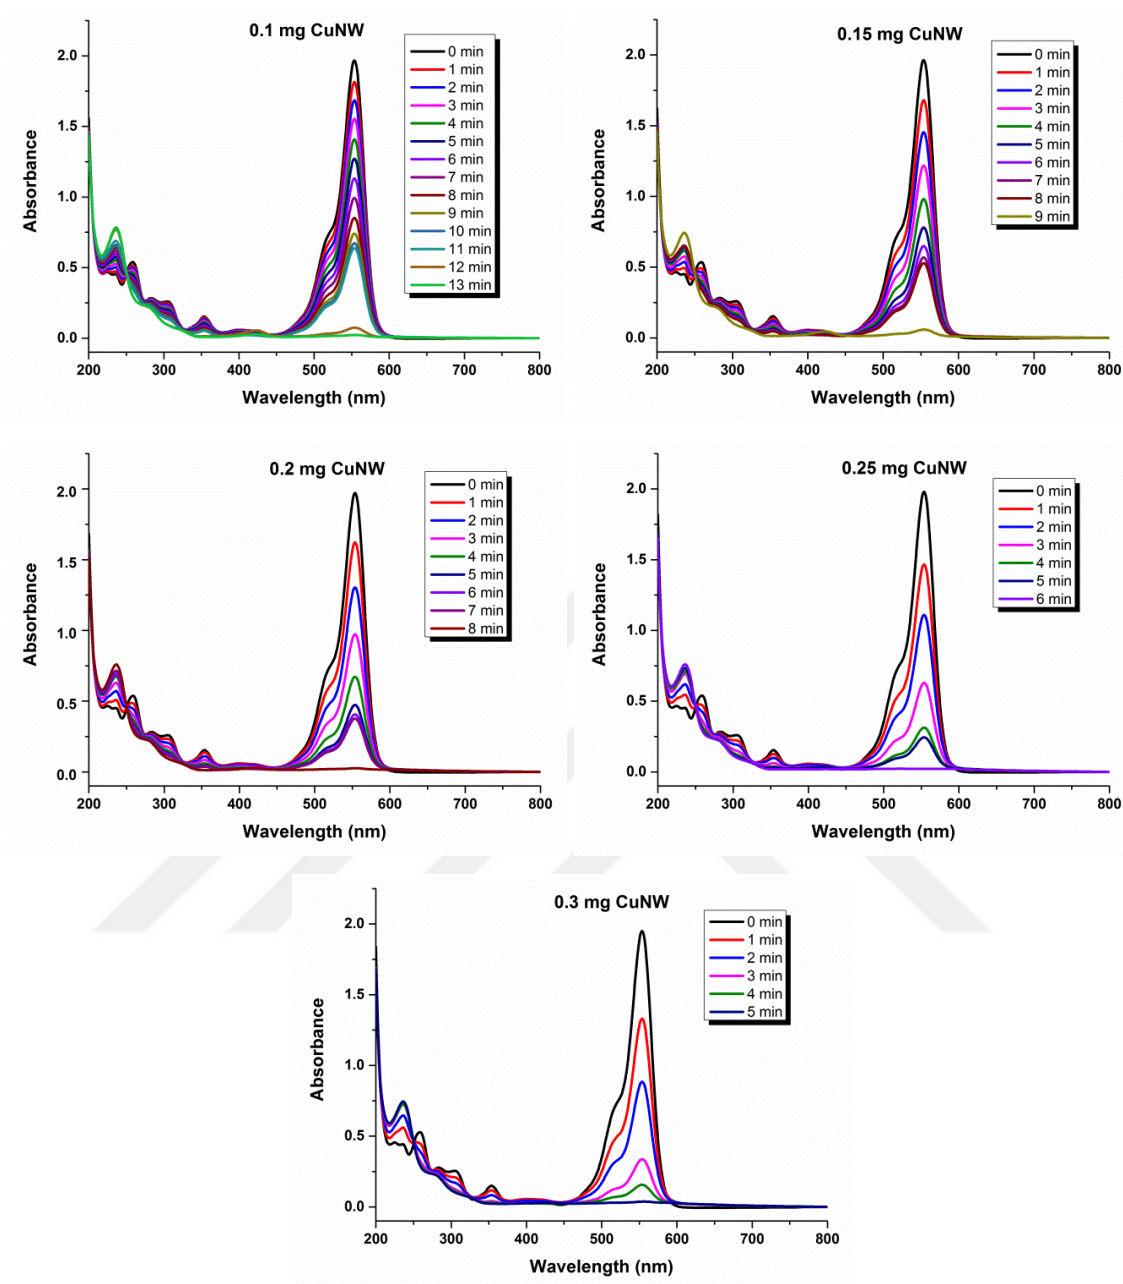 0.1 mg CuNW
0 min
1 min
2 min
3 min
4 min
5 min
6 min
7 min
8 min
9 min
10 min
11 min
12 min
13 min
Absorbance
2.0
1.5
1.0
0.5
0.0
200 300 400 500 600 700 800
Wavelength (nm)
0.15 mg CuNW
0 min
1 min
2 min
3 min
4 min
5 min
6 min
7 min
8 min
9 min
Absorbance
2.0
1.5
1.0
0.5
0.0
200 300 400 500 600 700 800
Wavelength (nm)
0.2 mg CuNW
0 min
1 min
2 min
3 min
4 min
5 min
6 min
7 min
8 min
Absorbance
2.0
1.5
1.0
0.5
0.0
200 300 400 500 600 700 800
Wavelength (nm)
0.25 mg CuNW
0 min
1 min
2 min
3 min
4 min
5 min
6 min
Absorbance
2.0
1.5
1.0
0.5
0.0
200 300 400 500 600 700 800
Wavelength (nm)
0.3 mg CuNW
0 min
1 min
2 min
3 min
4 min
5 min
Absorbance
2.0
1.5
1.0
0.5
0.0
200 300 400 500 600 700 800
Wavelength (nm)